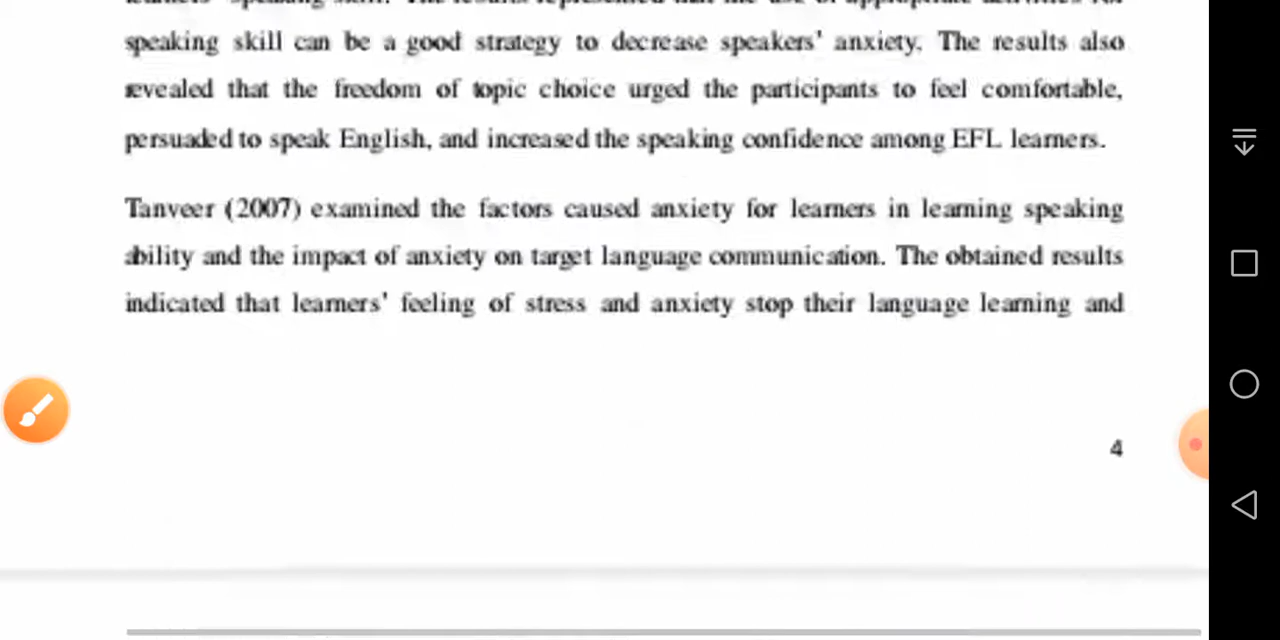 speaking skill can be a good strategy to decrease speakers' anxiety. The results also
revealed that the freedom of topic choice urged the participants to feel comfortable,
persuaded to speak English, and increased the speaking confidence among EFL learners.
Tanveer (2007) examined the factors caused anxiety for learners in learning speaking
ability and the impact of anxiety on target language communication. The obtained results
indicated that learners' feeling of stress and anxiety stop their language learning and
4